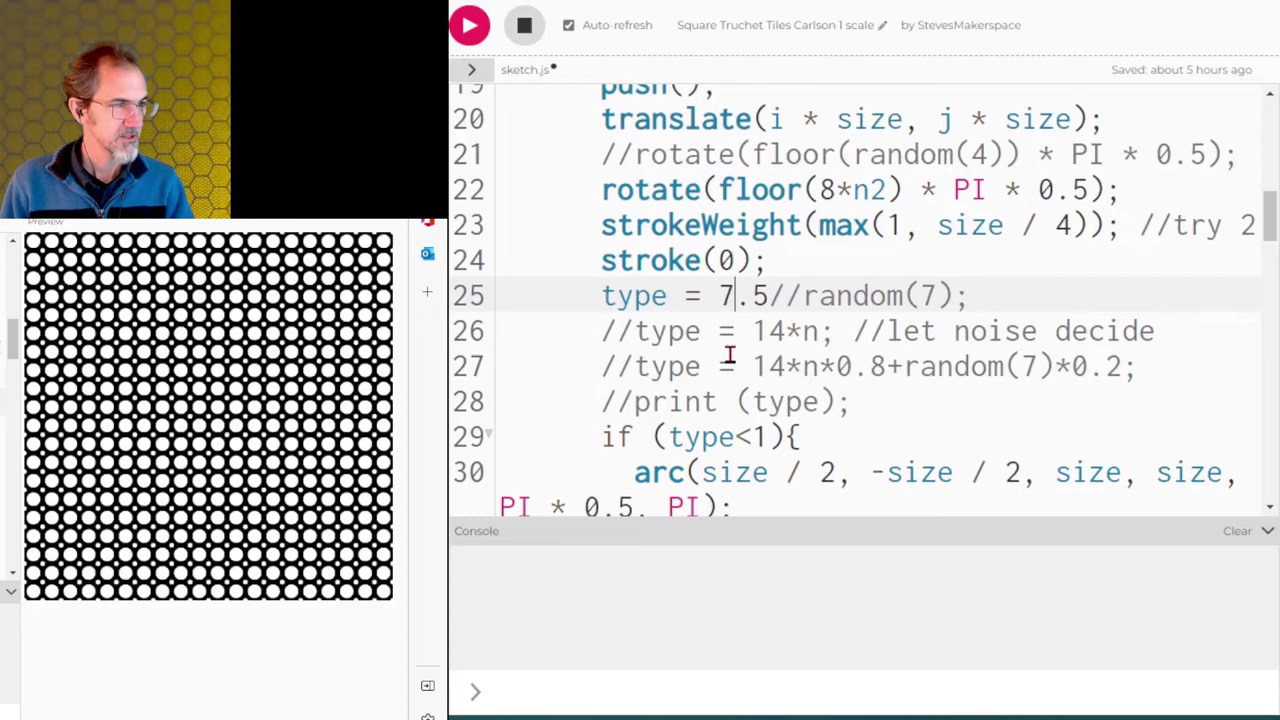 Auto-refresh
Square Truchet Tiles Carlson 1 scale
by StevesMakerspace
sketch.js
Saved: about 5 hours ago
Preview
19 push();
20 translate(i * size, j * size);
21 //rotate(floor(random(4)) * PI * 0.5);
22 rotate(floor(8*n2) * PI * 0.5);
23 strokeWeight(max(1, size / 4)); //try 2
24 stroke(0);
25 type = 7.5//random(7);
26 //type = 14*n; //let noise decide
27 //type = 14*n*0.8+random(7)*0.2;
28 //print (type);
29 if (type<1){
30 arc(size / 2, -size / 2, size, size,
PI * 0.5, PI);
Console
Clear